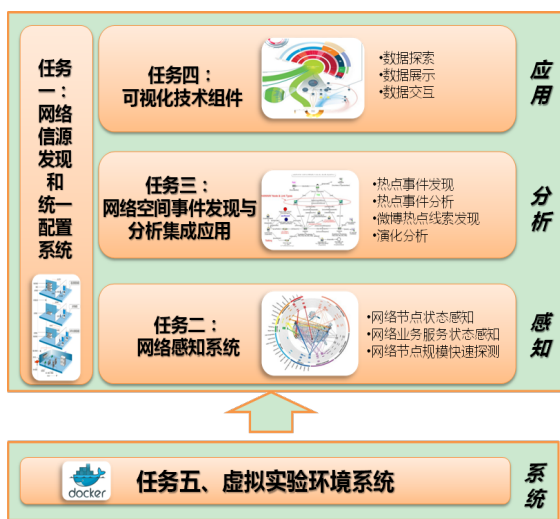 任务
一：
网络
信源
发现
和
统一
配置
系统
任务四：
可视化技术组件
•数据探索
•数据展示
•数据交互
应
用
任务三：
网络空间事件发现与
分析集成应用
•热点事件发现
•热点事件分析
•微博热点线索发现
•演化分析
分
析
任务二：
网络感知系统
•网络节点状态感知
•网络业务服务状态感知
•网络节点规模快速探测
感
知
docker
任务五、虚拟实验环境系统
系
统